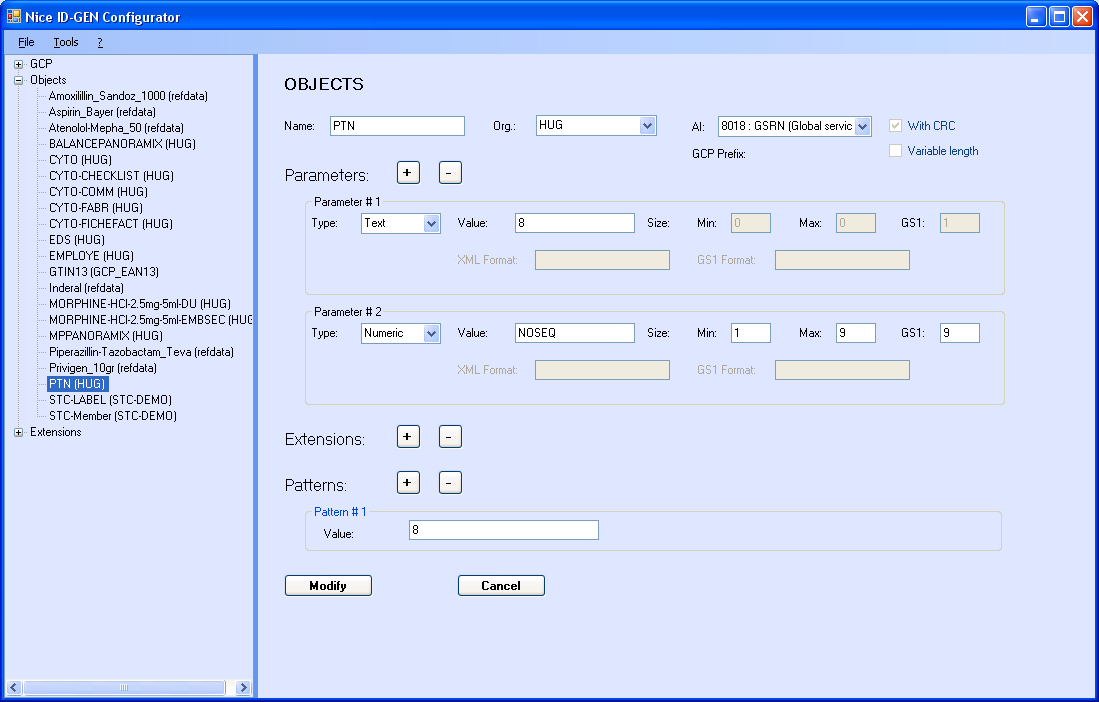 Nice ID-GEN Configurator
File Tools ?
GCP
Objects
Amoxilillin_Sandoz_1000 (refdata)
Aspirin_Bayer (refdata)
Atenolol-Mepha_50 (refdata)
BALANCEPANORAMIX (HUG)
CYTO (HUG)
CYTO-CHECKLIST (HUG)
CYTO-COMM (HUG)
CYTO-FABR (HUG)
CYTO-FICHEFACT (HUG)
EDS (HUG)
EMPLOYE (HUG)
GTIN13 (GCP_EAN13)
Inderal (refdata)
MORPHINE-HCl-2.5mg-5ml-DU (HUG)
MORPHINE-HCl-2.5mg-5ml-EMBSEC (HUG
MPPANORAMIX (HUG)
Piperazillin-Tazobactam_Teva (refdata)
Privigen_10gr (refdata)
PTN (HUG)
STC-LABEL (STC-DEMO)
STC-Member (STC-DEMO)
Extensions
OBJECTS
Name: PTN Org.: HUG AI: 8018 : GSRN (Global servic With CRC
GCP Prefix: Variable length
Parameters: + -
Parameter # 1
Type: Text Value: 8 Size: Min: 0 Max: 0 GS1: 1
XML Format: GS1 Format:
Parameter # 2
Type: Numeric Value: NOSEQ Size: Min: 1 Max: 9 GS1: 9
XML Format: GS1 Format:
Extensions: + -
Patterns: + -
Pattern # 1
Value: 8
Modify Cancel